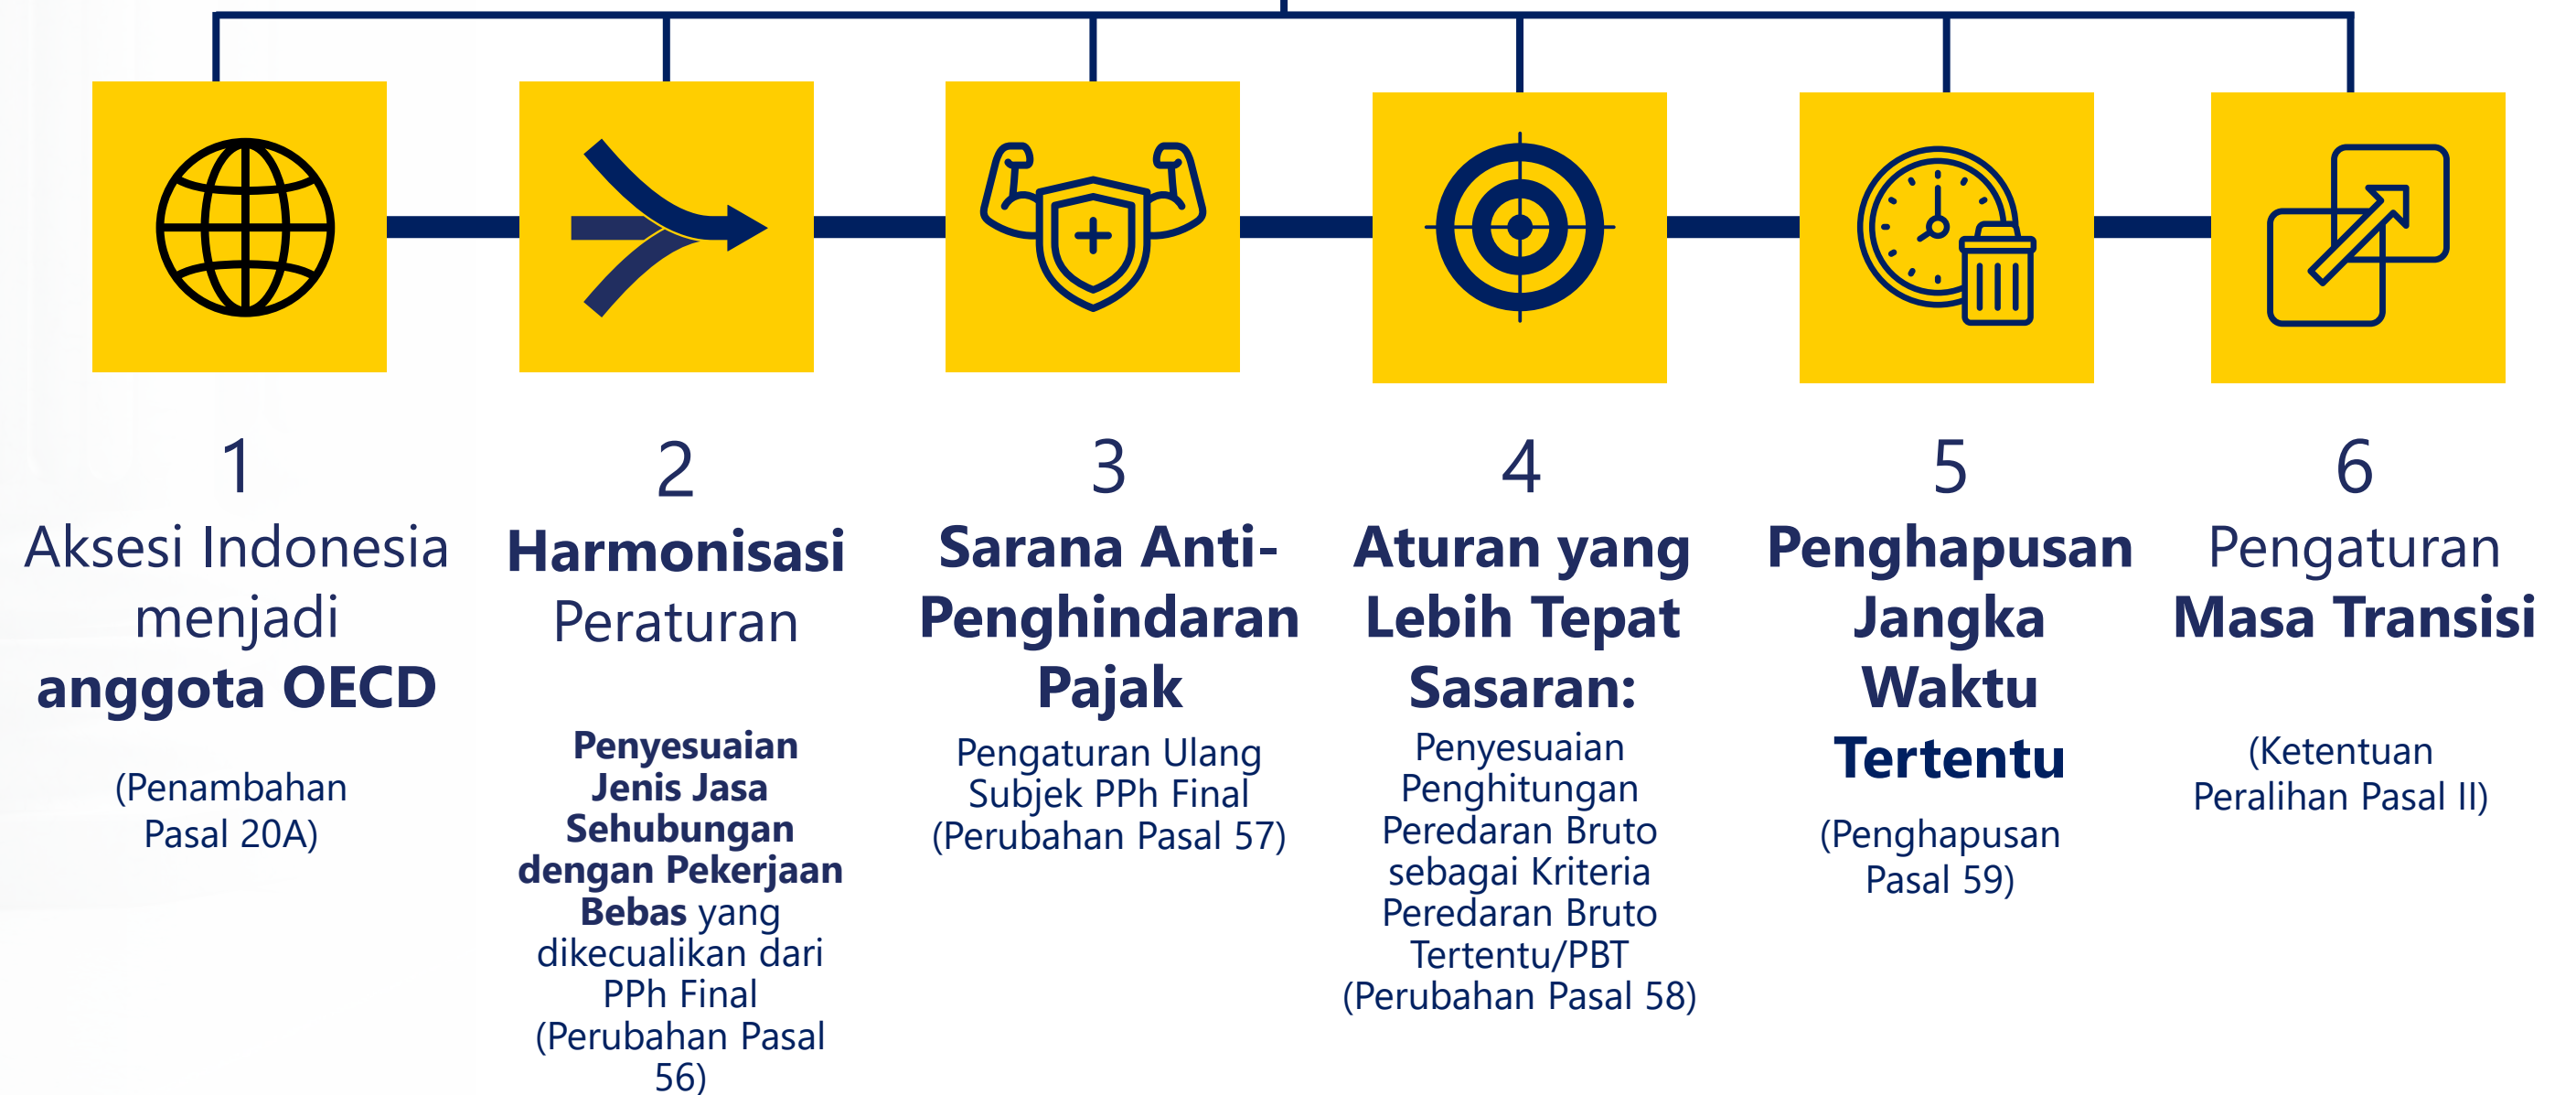 1
Aksesi Indonesia
menjadi
anggota OECD
(Penambahan
Pasal 20A)
2
Harmonisasi
Peraturan
Penyesuaian
Jenis Jasa
Sehubungan
dengan Pekerjaan
Bebas yang
dikecualikan dari
PPh Final
(Perubahan Pasal
56)
3
Sarana Anti-
Penghindaran
Pajak
Pengaturan Ulang
Subjek PPh Final
(Perubahan Pasal 57)
4
Aturan yang
Lebih Tepat
Sasaran:
Penyesuaian
Penghitungan
Peredaran Bruto
sebagai Kriteria
Peredaran Bruto
Tertentu/PBT
(Perubahan Pasal 58)
5
Penghapusan
Jangka
Waktu
Tertentu
(Penghapusan
Pasal 59)
6
Pengaturan
Masa Transisi
(Ketentuan
Peralihan Pasal II)